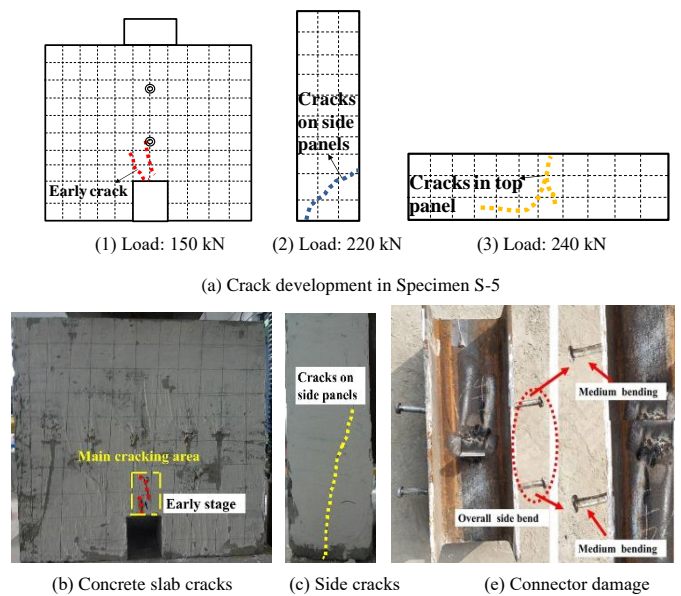 Early crack
Cracks
on side
panels
Cracks in top
panel
(1) Load: 150 kN
(2) Load: 220 kN
(3) Load: 240 kN
(a) Crack development in Specimen S-5
Main cracking area
Early stage
Cracks on
side panels
Medium bending
Overall side bend
Medium bending
(b) Concrete slab cracks
(c) Side cracks
(e) Connector damage